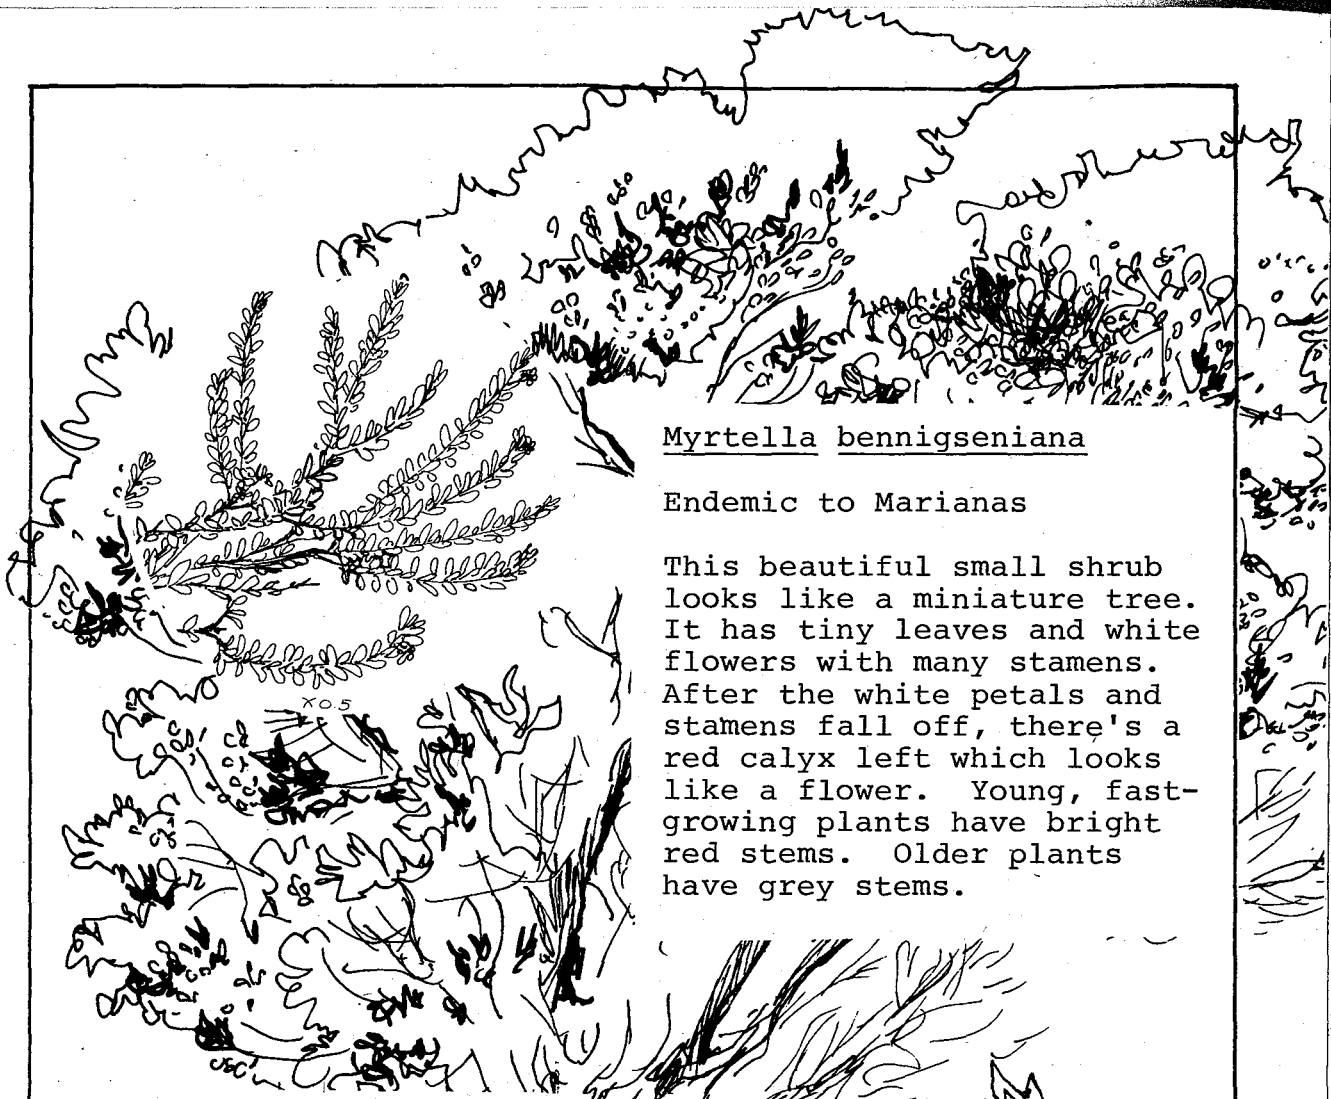 Myrtella bennigseniana
Endemic to Marianas
This beautiful small shrub
looks like a miniature tree.
It has tiny leaves and white
flowers with many stamens.
After the white petals and
stamens fall off, there's a
red calyx left which looks
like a flower.  Young, fast-
growing plants have bright
red stems.  Older plants
have grey stems.
x0.5